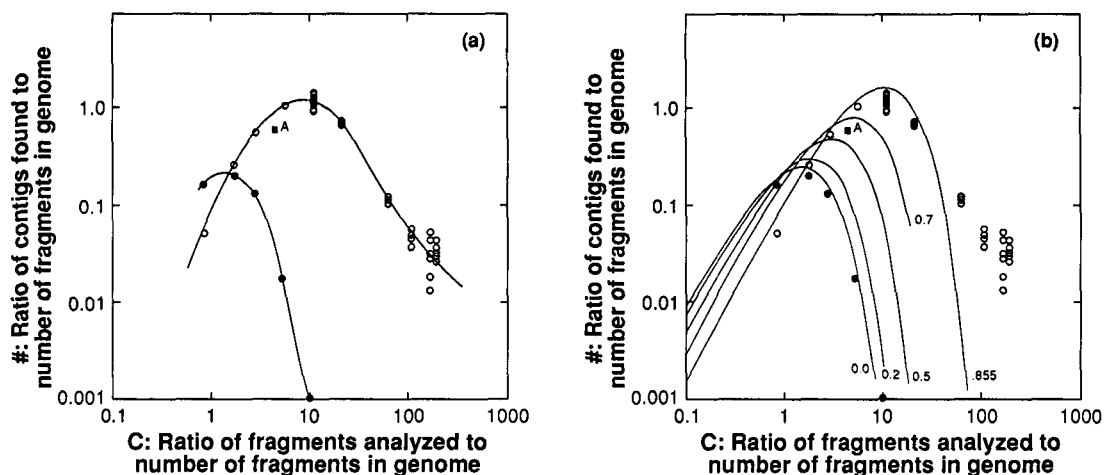 (a)
#: Ratio of contigs found to
number of fragments in genome
1.0
0.1
0.01
0.001
A
0.1
1
10
100
1000
C: Ratio of fragments analyzed to
number of fragments in genome
(b)
#: Ratio of contigs found to
number of fragments in genome
1.0
0.1
0.01
0.001
A
0.7
0.0
0.2
0.5
.855
0.1
1
10
100
1000
C: Ratio of fragments analyzed to
number of fragments in genome